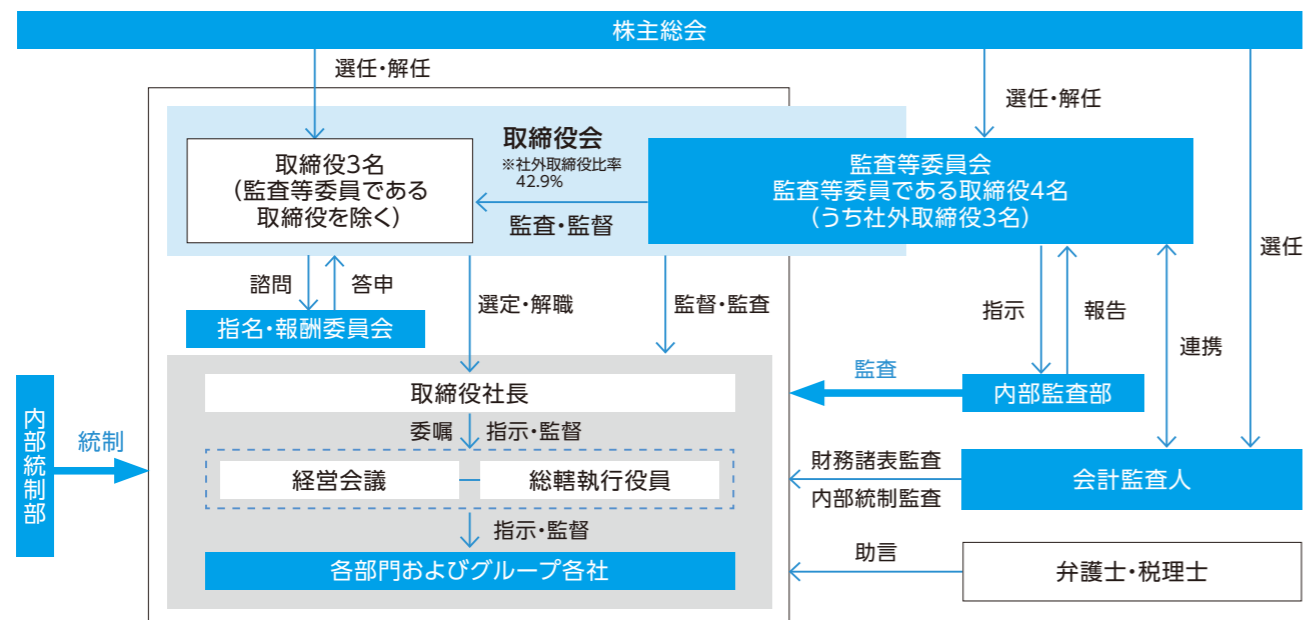 株主総会
選任・解任
選任・解任
選任
取締役会
※社外取締役比率
42.9%
取締役3名
（監査等委員である
取締役を除く）
監査・監督
監査等委員会
監査等委員である取締役4名
（うち社外取締役3名）
諮問
答申
選定・解職
監督・監査
指示
報告
連携
指名・報酬委員会
取締役社長
監査
内部監査部
内部統制部
統制
委嘱
指示・監督
経営会議
総轄執行役員
財務諸表監査
内部統制監査
会計監査人
指示・監督
各部門およびグループ各社
助言
弁護士・税理士